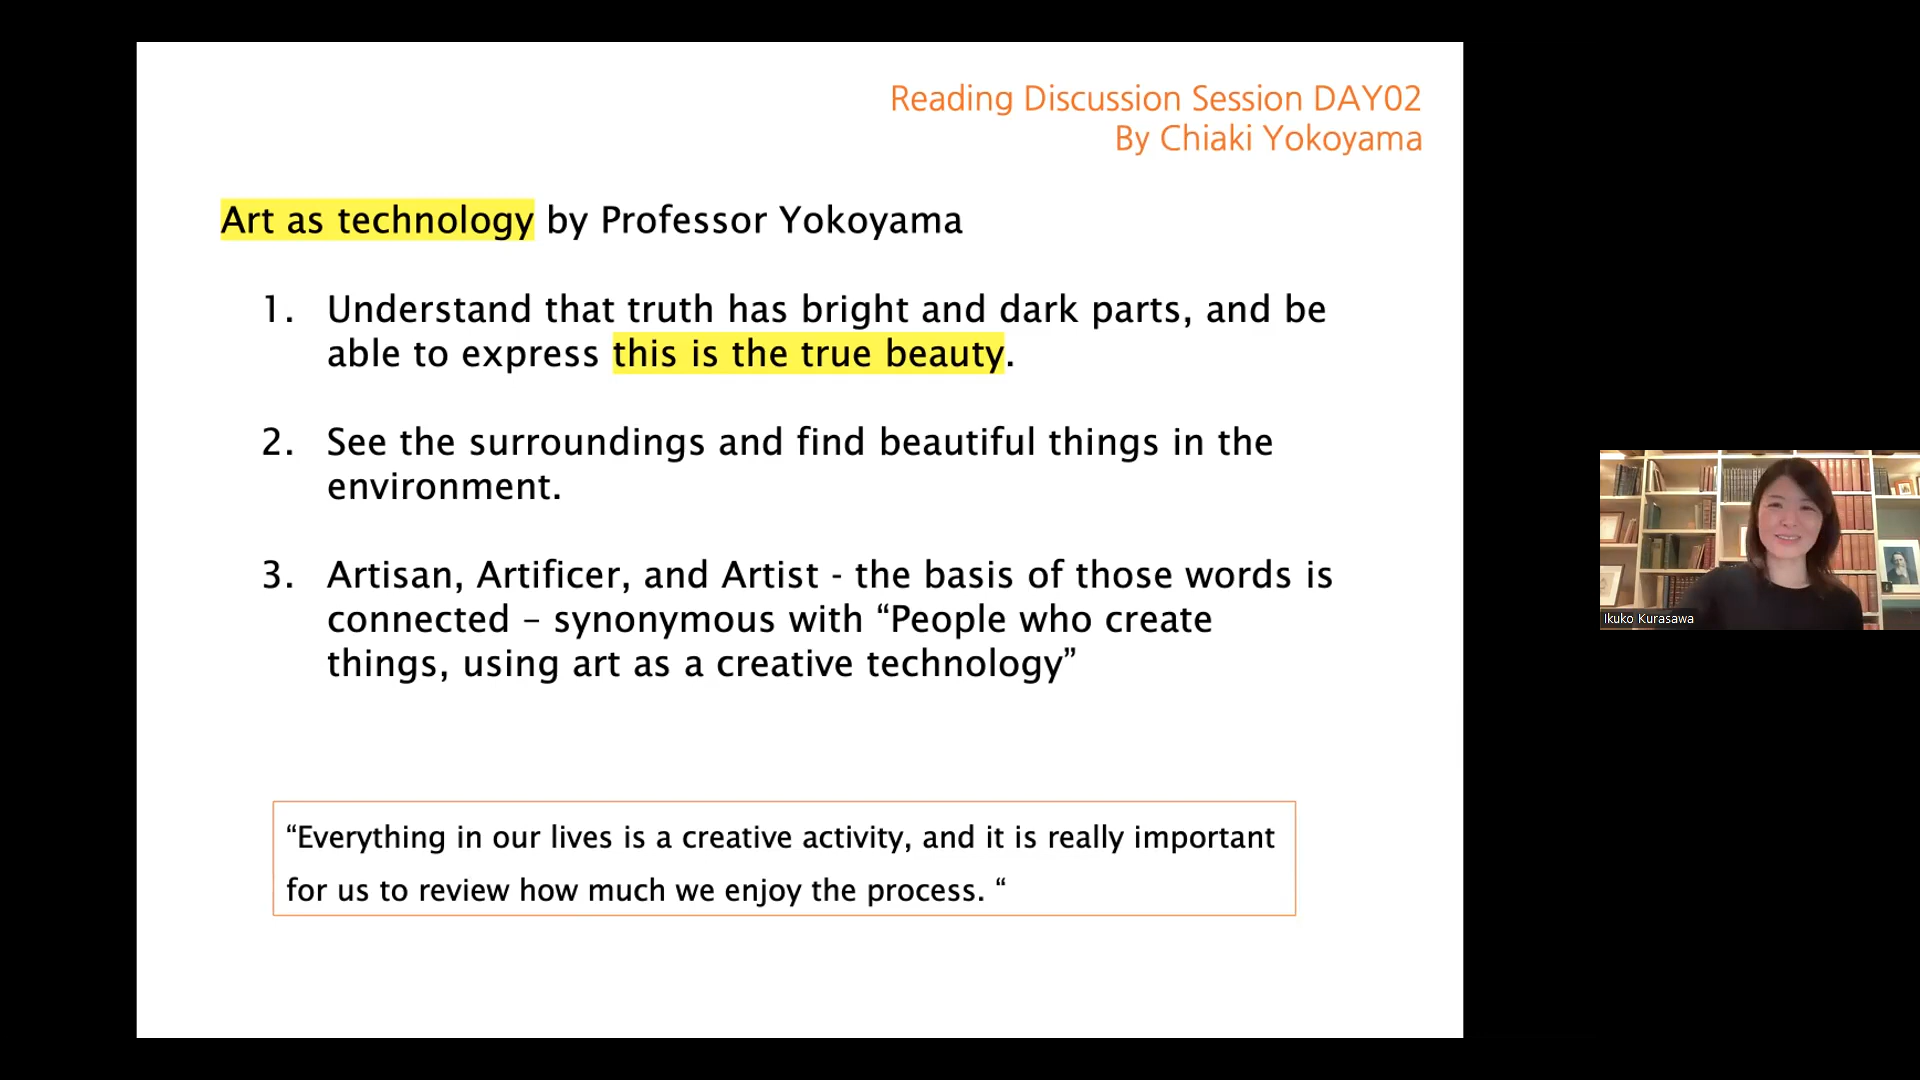 Reading Discussion Session DAY02
By Chiaki Yokoyama
Art as technology by Professor Yokoyama
1. Understand that truth has bright and dark parts, and be
able to express this is the true beauty.
2. See the surroundings and find beautiful things in the
environment.
3. Artisan, Artificer, and Artist - the basis of those words is
connected – synonymous with “People who create
things, using art as a creative technology”
“Everything in our lives is a creative activity, and it is really important
for us to review how much we enjoy the process. “
Ikuko Kurasawa